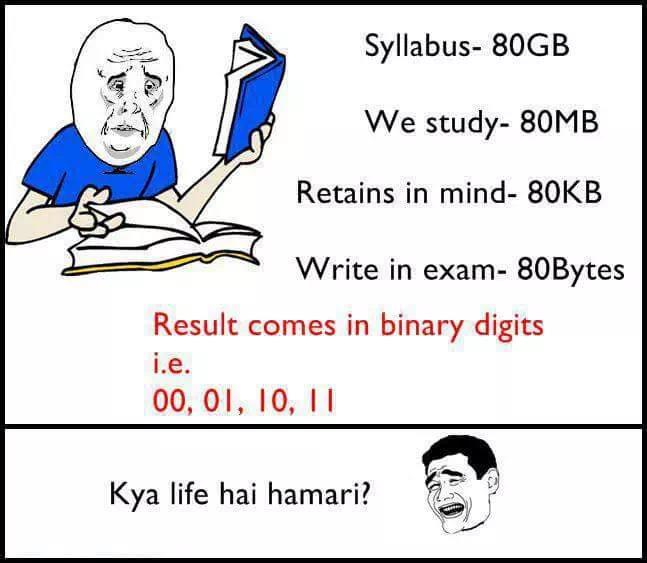 Syllabus- 80GB
We study- 80MB
Retains in mind- 80KB
Write in exam- 80Bytes
Result comes in binary digits
i.e.
00, 01, 10, 11
Kya life hai hamari?